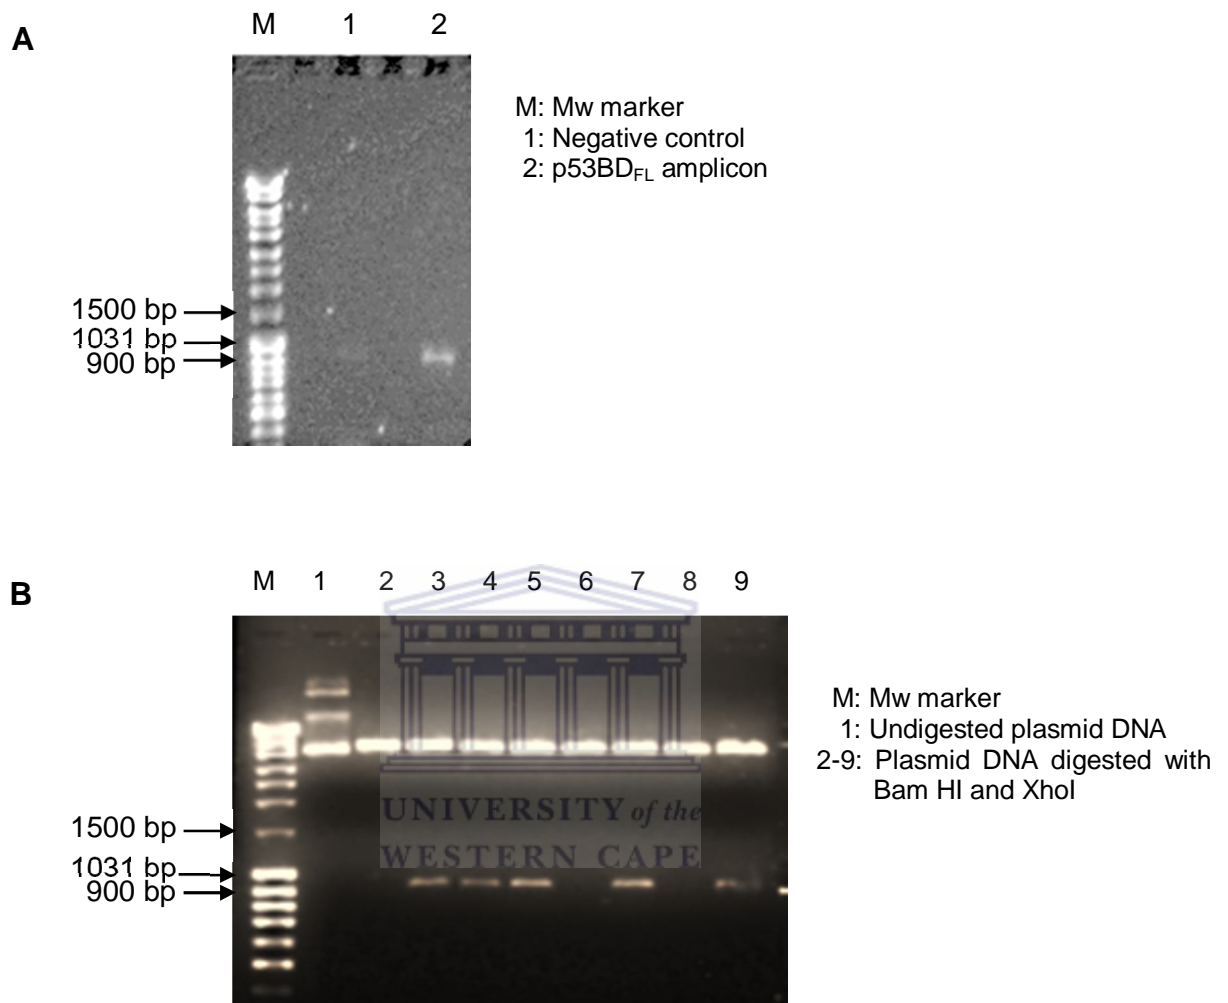 A
M 1 2
M: Mw marker
1: Negative control
2: p53BDFL amplicon
1500 bp
1031 bp
900 bp
B
M 1 2 3 4 5 6 7 8 9
M: Mw marker
1: Undigested plasmid DNA
2-9: Plasmid DNA digested with
Bam HI and XhoI
1500 bp
1031 bp
900 bp
UNIVERSITY of the
WESTERN CAPE